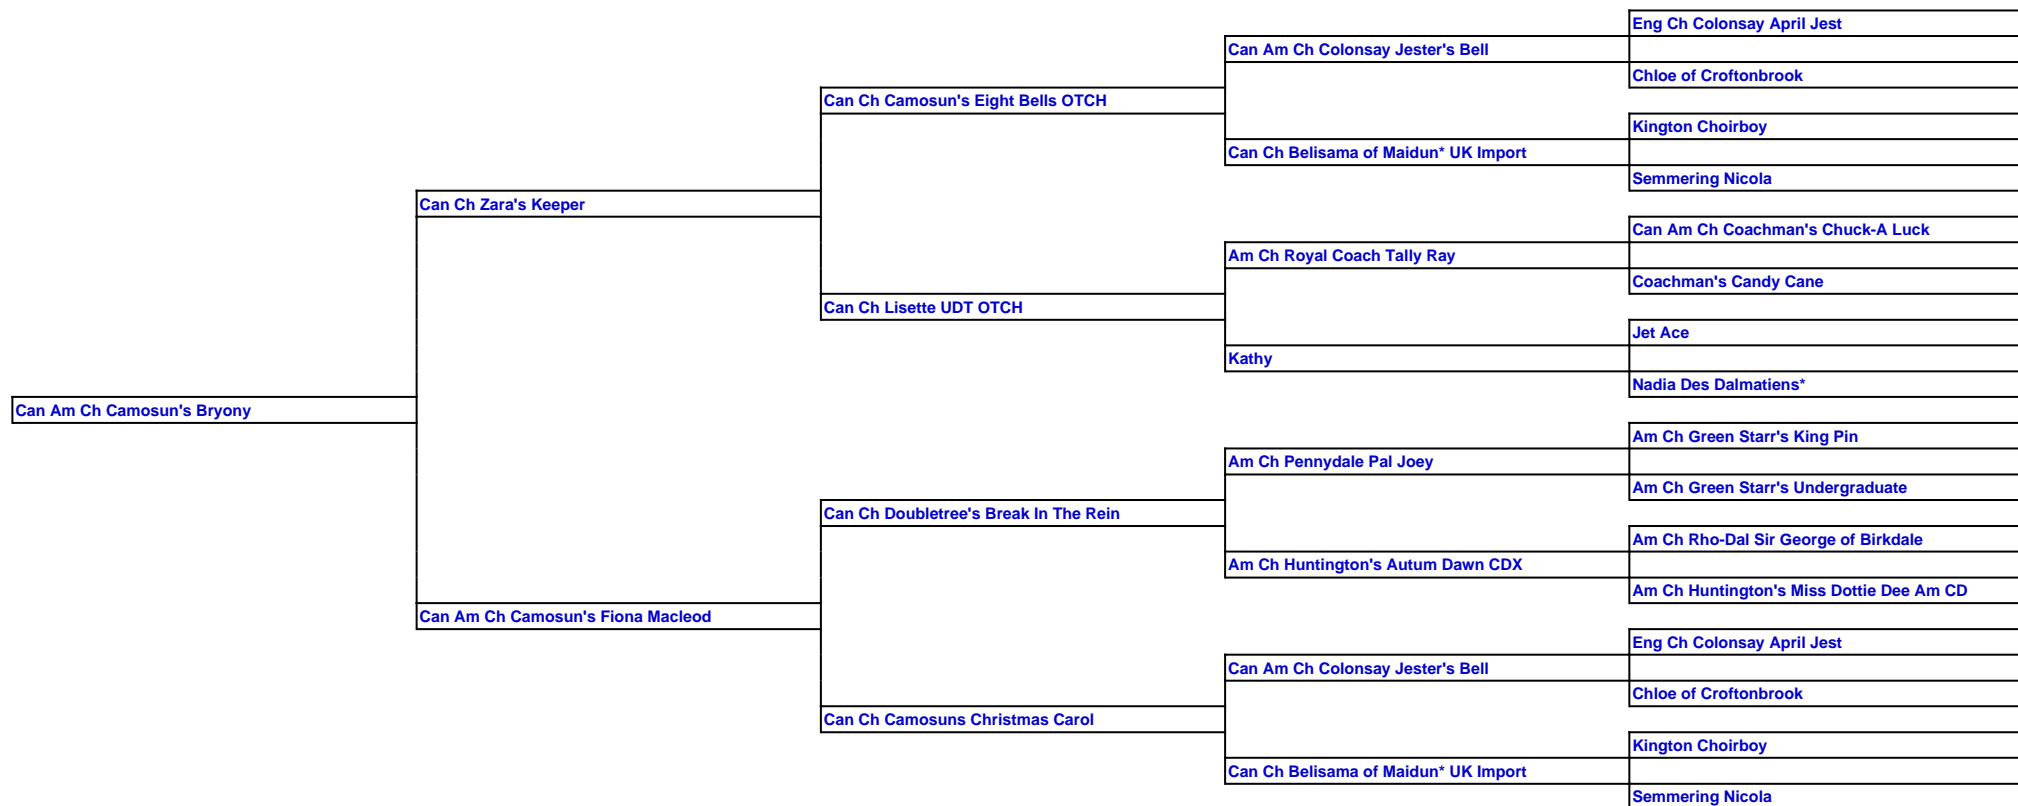 Eng Ch Colonsay April Jest
Can Am Ch Colonsay Jester's Bell
Chloe of Croftonbrook
Can Ch Camosun's Eight Bells OTCH
Kington Choirboy
Can Ch Belisama of Maidun* UK Import
Semmering Nicola
Can Ch Zara's Keeper
Can Am Ch Coachman's Chuck-A Luck
Am Ch Royal Coach Tally Ray
Coachman's Candy Cane
Can Ch Lisette UDT OTCH
Jet Ace
Kathy
Nadia Des Dalmatiens*
Can Am Ch Camosun's Bryony
Am Ch Green Starr's King Pin
Am Ch Pennydale Pal Joey
Am Ch Green Starr's Undergraduate
Can Ch Doubletree's Break In The Rein
Am Ch Rho-Dal Sir George of Birkdale
Am Ch Huntington's Autum Dawn CDX
Am Ch Huntington's Miss Dottie Dee Am CD
Can Am Ch Camosun's Fiona Macleod
Eng Ch Colonsay April Jest
Can Am Ch Colonsay Jester's Bell
Chloe of Croftonbrook
Can Ch Camosuns Christmas Carol
Kington Choirboy
Can Ch Belisama of Maidun* UK Import
Semmering Nicola